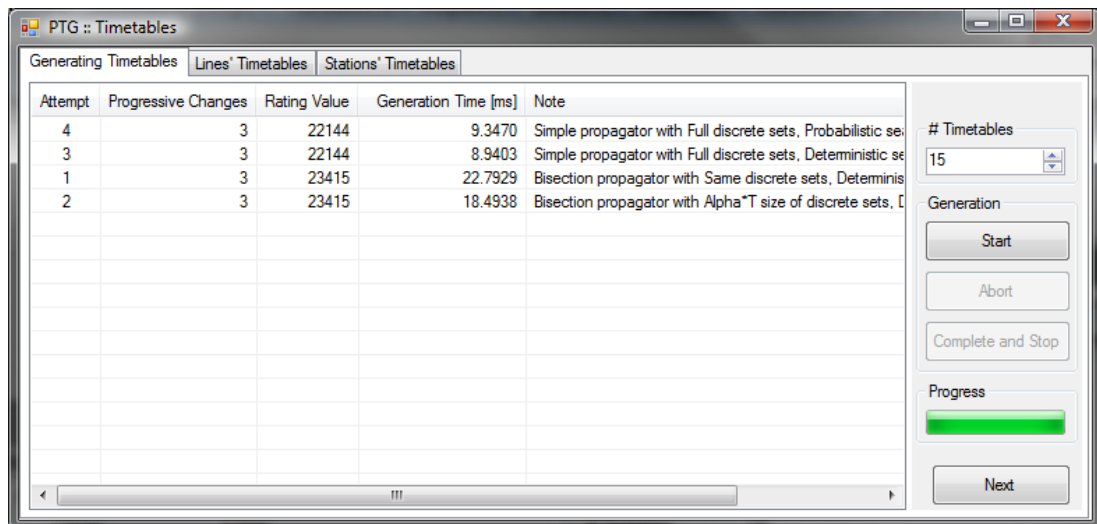 PTG :: Timetables
Generating Timetables Lines' Timetables Stations' Timetables
Attempt Progressive Changes Rating Value Generation Time [ms] Note
4 3 22144 9.3470 Simple propagator with Full discrete sets, Probabilistic
3 3 22144 8.9403 Simple propagator with Full discrete sets, Deterministic
1 3 23415 22.7929 Bisection propagator with Same discrete sets,
2 3 23415 18.4938 Bisection propagator with Alpha*T size of discrete sets,
# Timetables
15
Generation
Start
Abort
Complete and Stop
Progress
Next